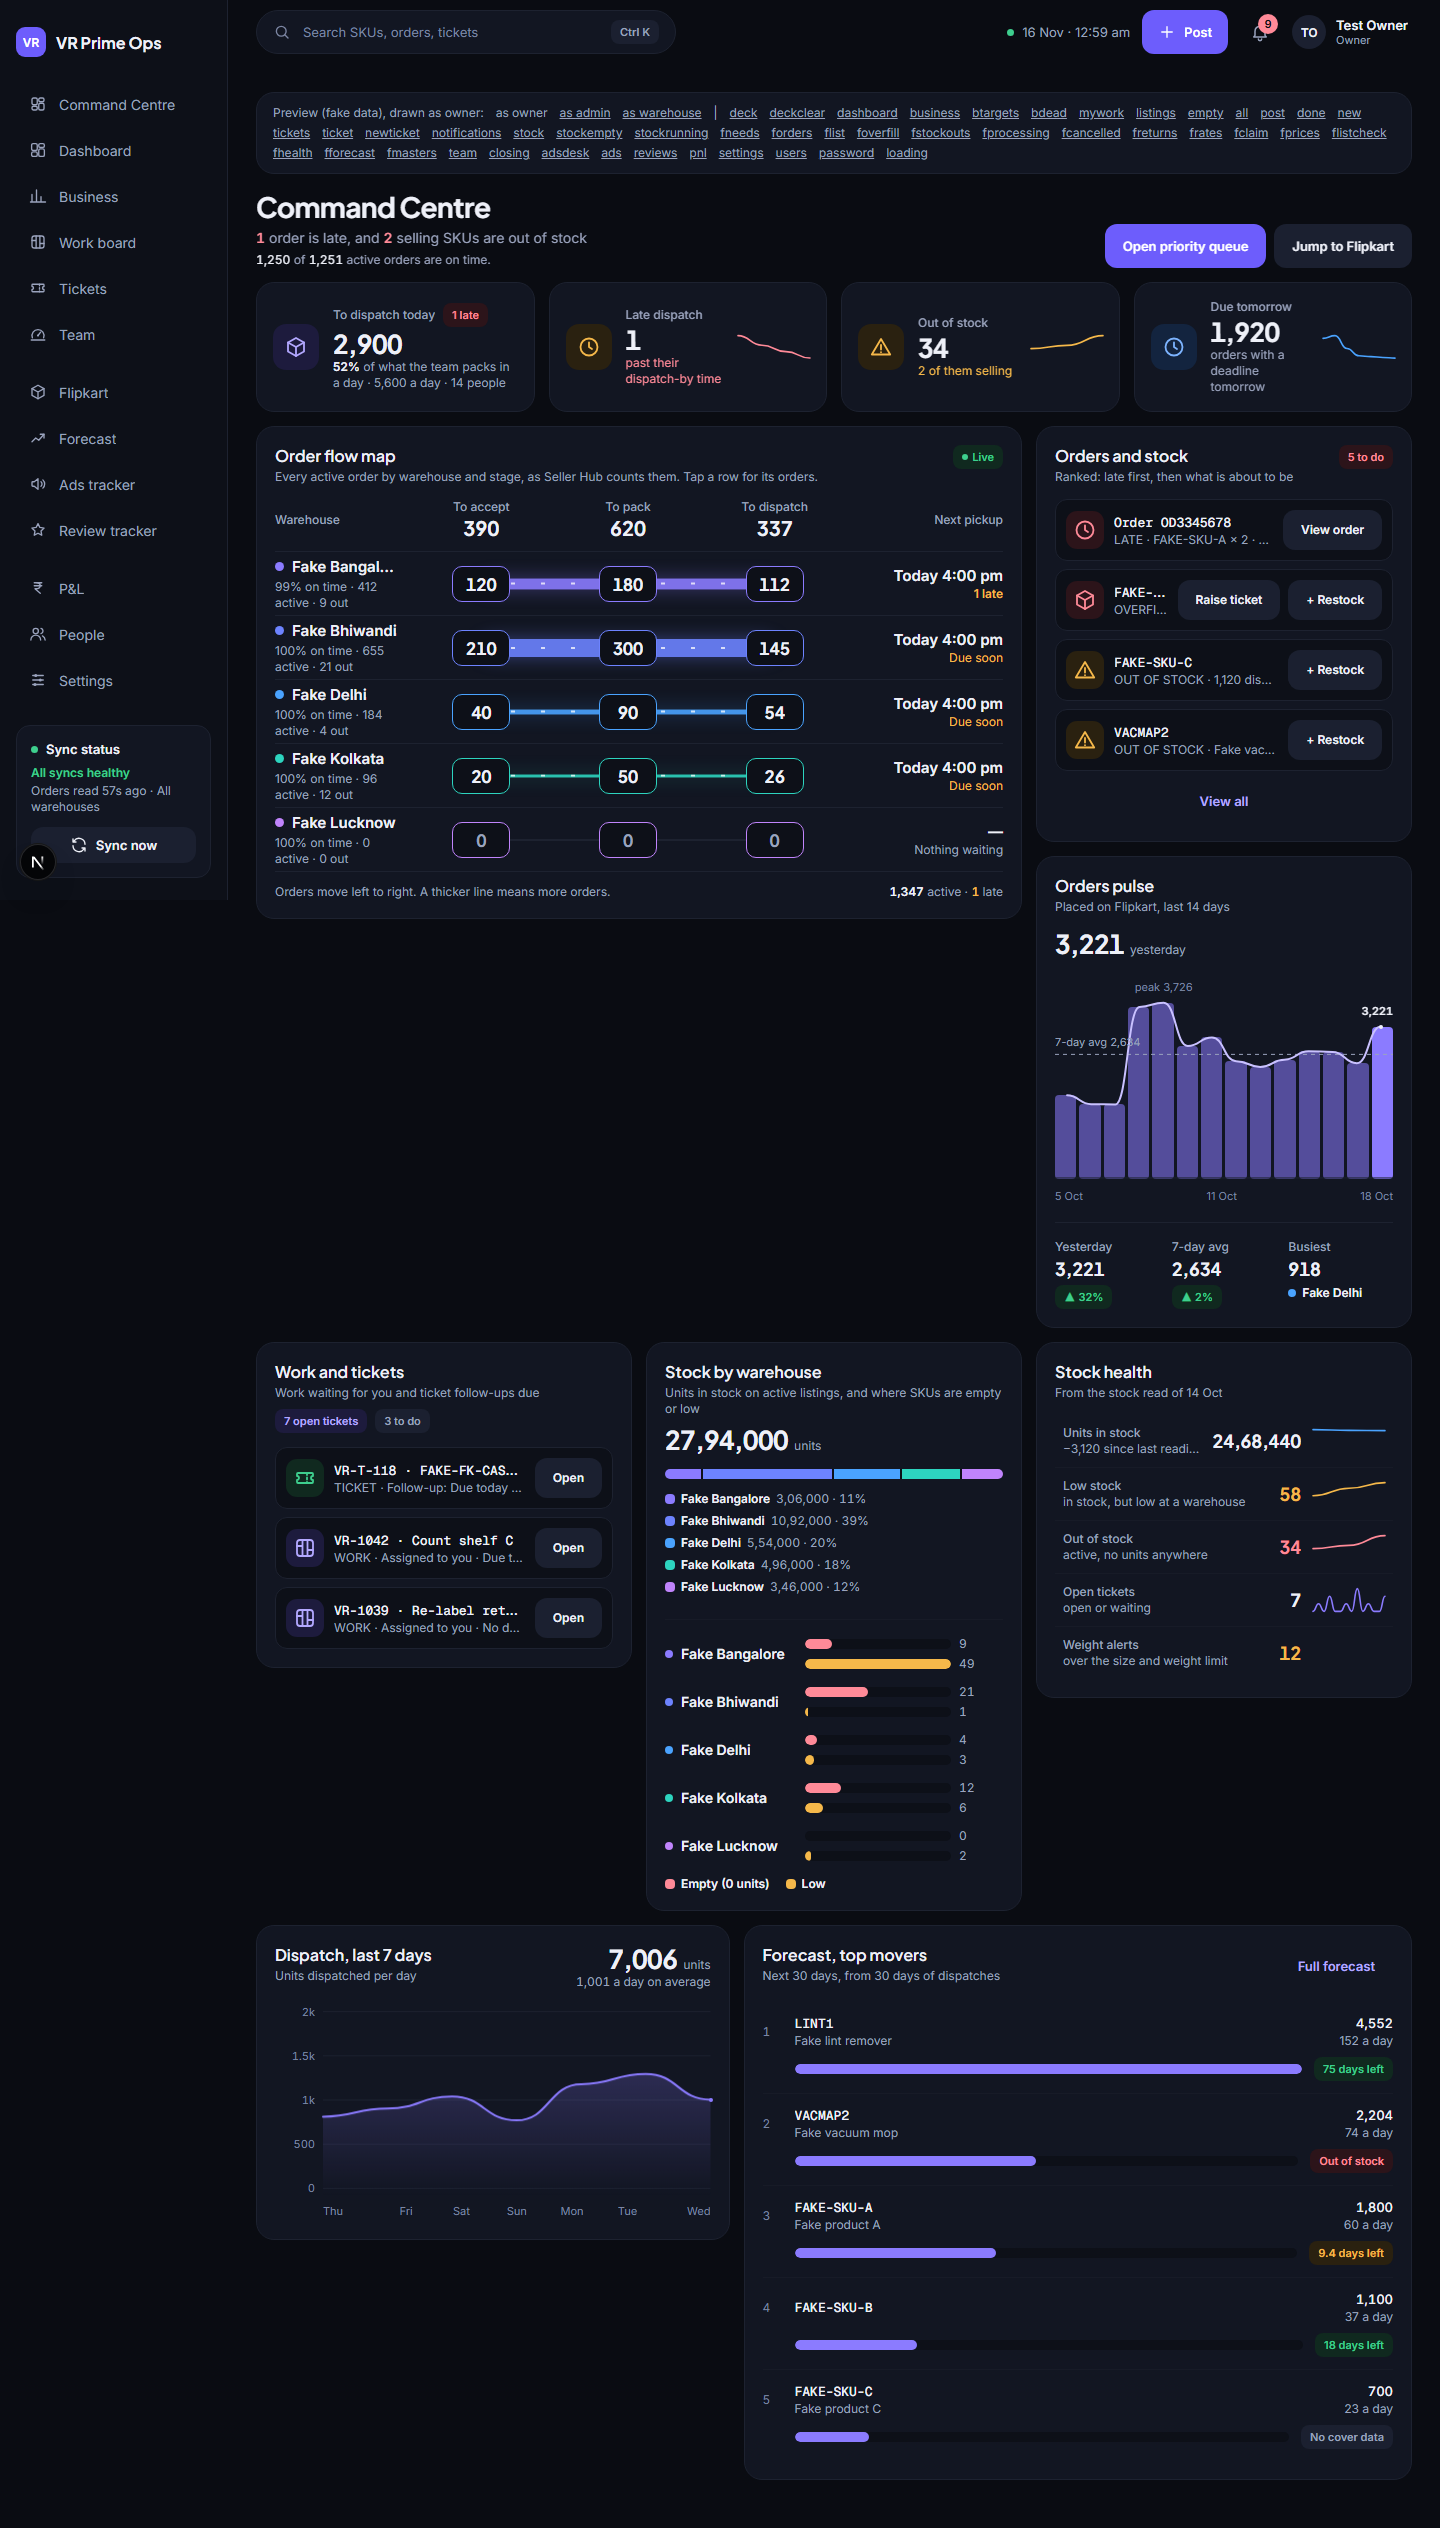 VR VR Prime Ops
Command Centre
Dashboard
Business
Work board
Tickets
Team
Flipkart
Forecast
Ads tracker
Review tracker
₹ P&L
People
Settings
Sync status
All syncs healthy
Orders read 57s ago · All
warehouses
Sync now
N
Search SKUs, orders, tickets Ctrl K
16 Nov · 12:59 am
+ Post
9
TO Test Owner
Owner
Preview (fake data), drawn as owner: as owner as admin as warehouse | deck deckclear dashboard business btargets bdead mywork listings empty all post done new
tickets ticket newticket notifications stock stockempty stockrunning fneeds forders flist foverfill fstockouts fprocessing fcancelled freturns frates fclaim fprices flistcheck
fhealth fforecast fmasters team closing adsdesk ads reviews pnl settings users password loading
Command Centre
1 order is late, and 2 selling SKUs are out of stock
1,250 of 1,251 active orders are on time.
Open priority queue
Jump to Flipkart
To dispatch today 1 late
2,900
52% of what the team packs in
a day · 5,600 a day · 14 people
Late dispatch
1
past their
dispatch-by time
Out of stock
34
2 of them selling
Due tomorrow
1,920
orders with a
deadline
tomorrow
Order flow map
Live
Every active order by warehouse and stage, as Seller Hub counts them. Tap a row for its orders.
Warehouse
To accept
390
To pack
620
To dispatch
337
Next pickup
Fake Bangal...
99% on time · 412
active · 9 out
120 180 112
Today 4:00 pm
1 late
Fake Bhiwandi
100% on time · 655
active · 21 out
210 300 145
Today 4:00 pm
Due soon
Fake Delhi
100% on time · 184
active · 4 out
40 90 54
Today 4:00 pm
Due soon
Fake Kolkata
100% on time · 96
active · 12 out
20 50 26
Today 4:00 pm
Due soon
Fake Lucknow
100% on time · 0
active · 0 out
0 0 0
—
Nothing waiting
Orders move left to right. A thicker line means more orders.
1,347 active · 1 late
Orders and stock
5 to do
Ranked: late first, then what is about to be
Order OD3345678
LATE · FAKE-SKU-A × 2 · ...
View order
FAKE-...
OVERFI...
Raise ticket
+ Restock
FAKE-SKU-C
OUT OF STOCK · 1,120 dis...
+ Restock
VACMAP2
OUT OF STOCK · Fake vac...
+ Restock
View all
Orders pulse
Placed on Flipkart, last 14 days
3,221 yesterday
peak 3,726
3,221
7-day avg 2,634
5 Oct 11 Oct 18 Oct
Yesterday
3,221
▲ 32%
7-day avg
2,634
▲ 2%
Busiest
918
Fake Delhi
Work and tickets
Work waiting for you and ticket follow-ups due
7 open tickets 3 to do
VR-T-118 · FAKE-FK-CAS...
TICKET · Follow-up: Due today ...
Open
VR-1042 · Count shelf C
WORK · Assigned to you · Due t...
Open
VR-1039 · Re-label ret...
WORK · Assigned to you · No d...
Open
Stock by warehouse
Units in stock on active listings, and where SKUs are empty
or low
27,94,000 units
Fake Bangalore 3,06,000 · 11%
Fake Bhiwandi 10,92,000 · 39%
Fake Delhi 5,54,000 · 20%
Fake Kolkata 4,96,000 · 18%
Fake Lucknow 3,46,000 · 12%
Fake Bangalore
9
49
Fake Bhiwandi
21
1
Fake Delhi
4
3
Fake Kolkata
12
6
Fake Lucknow
0
2
Empty (0 units) Low
Stock health
From the stock read of 14 Oct
Units in stock
−3,120 since last readi...
24,68,440
Low stock
in stock, but low at a warehouse
58
Out of stock
active, no units anywhere
34
Open tickets
open or waiting
7
Weight alerts
over the size and weight limit
12
Dispatch, last 7 days
Units dispatched per day
7,006 units
1,001 a day on average
2k
1.5k
1k
500
0
Thu Fri Sat Sun Mon Tue Wed
Forecast, top movers
Next 30 days, from 30 days of dispatches
Full forecast
1
LINT1
Fake lint remover
4,552
152 a day
75 days left
2
VACMAP2
Fake vacuum mop
2,204
74 a day
Out of stock
3
FAKE-SKU-A
Fake product A
1,800
60 a day
9.4 days left
4
FAKE-SKU-B
1,100
37 a day
18 days left
5
FAKE-SKU-C
Fake product C
700
23 a day
No cover data